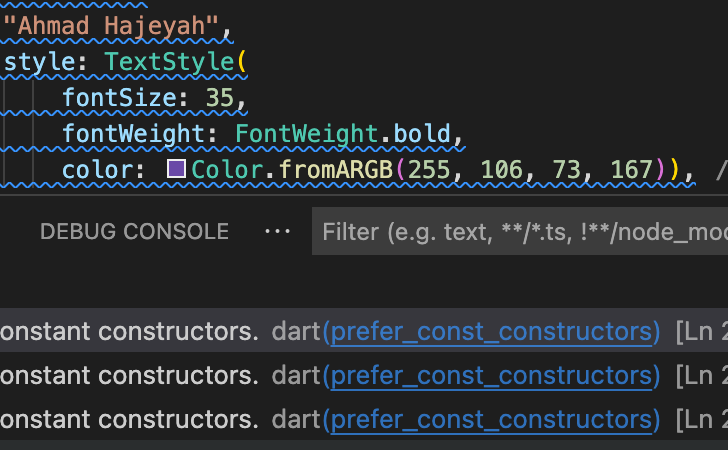 "Ahmad Hajeyah",
style: TextStyle(
fontSize: 35,
fontWeight: FontWeight.bold,
color: Color.fromARGB(255, 106, 73, 167)), /
DEBUG CONSOLE ··· Filter (e.g. text, **/*.ts, !**/node_mod
onstant constructors. dart(prefer_const_constructors) [Ln 2
onstant constructors. dart(prefer_const_constructors) [Ln 2
onstant constructors. dart(prefer_const_constructors) [Ln 2